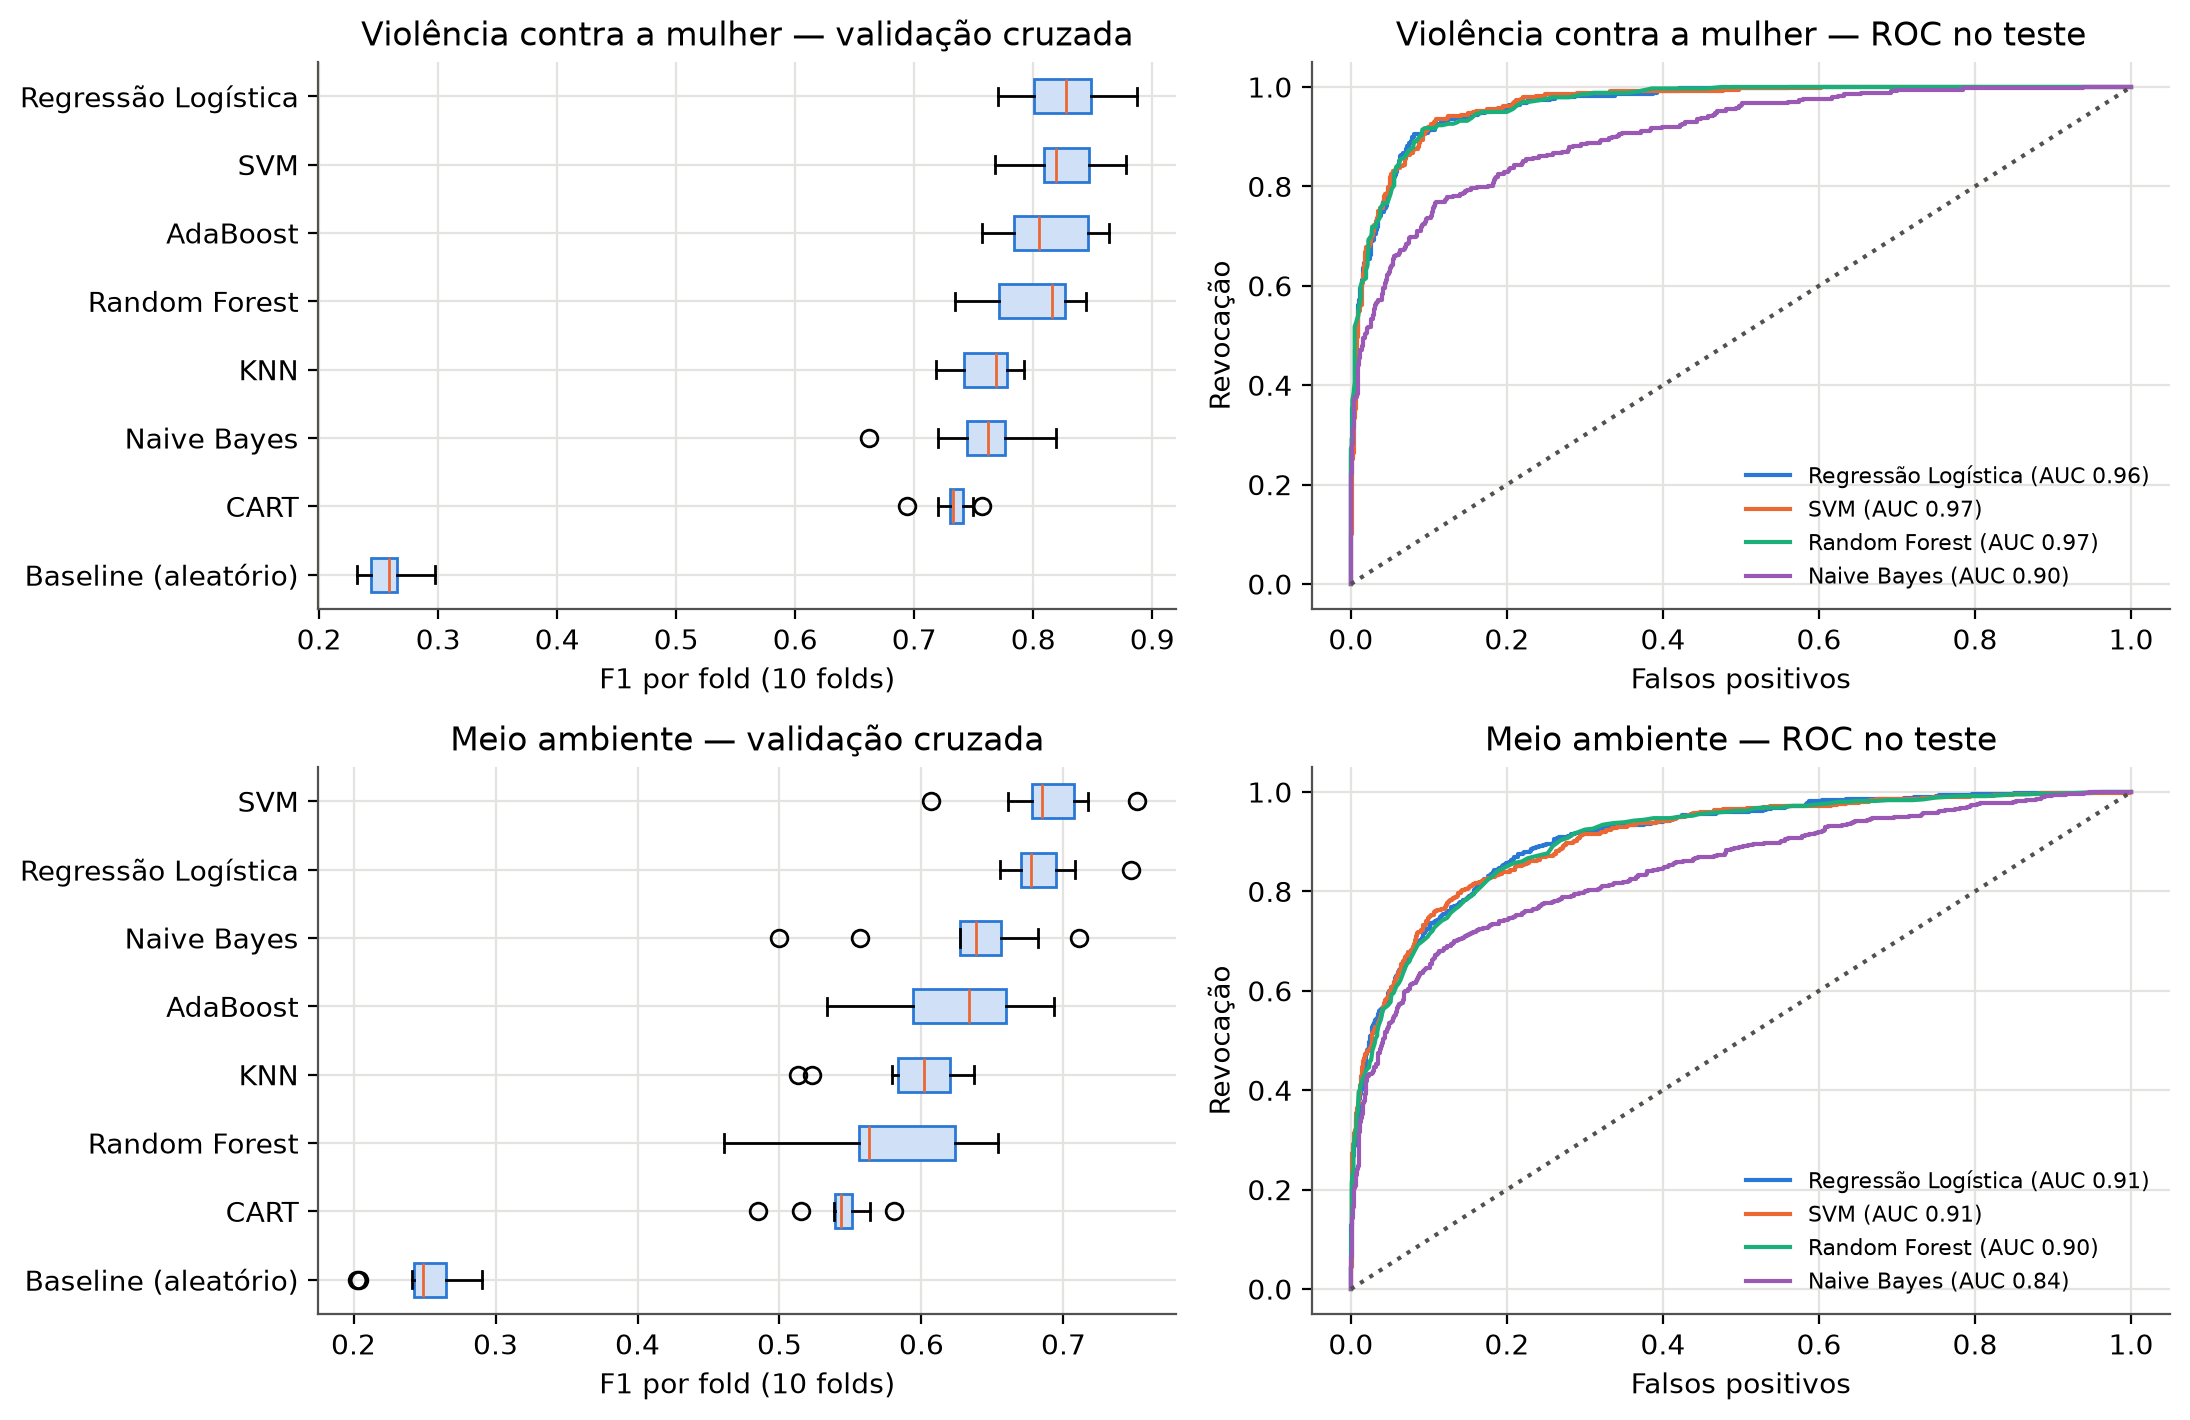 Violência contra a mulher — validação cruzada
Regressão Logística
SVM
AdaBoost
Random Forest
KNN
Naive Bayes
CART
Baseline (aleatório)
0.2 0.3 0.4 0.5 0.6 0.7 0.8 0.9
F1 por fold (10 folds)
Violência contra a mulher — ROC no teste
Revocação
1.0
0.8
0.6
0.4
0.2
0.0
Regressão Logística (AUC 0.96)
SVM (AUC 0.97)
Random Forest (AUC 0.97)
Naive Bayes (AUC 0.90)
0.0 0.2 0.4 0.6 0.8 1.0
Falsos positivos
Meio ambiente — validação cruzada
SVM
Regressão Logística
Naive Bayes
AdaBoost
KNN
Random Forest
CART
Baseline (aleatório)
0.2 0.3 0.4 0.5 0.6 0.7
F1 por fold (10 folds)
Meio ambiente — ROC no teste
Revocação
1.0
0.8
0.6
0.4
0.2
0.0
Regressão Logística (AUC 0.91)
SVM (AUC 0.91)
Random Forest (AUC 0.90)
Naive Bayes (AUC 0.84)
0.0 0.2 0.4 0.6 0.8 1.0
Falsos positivos